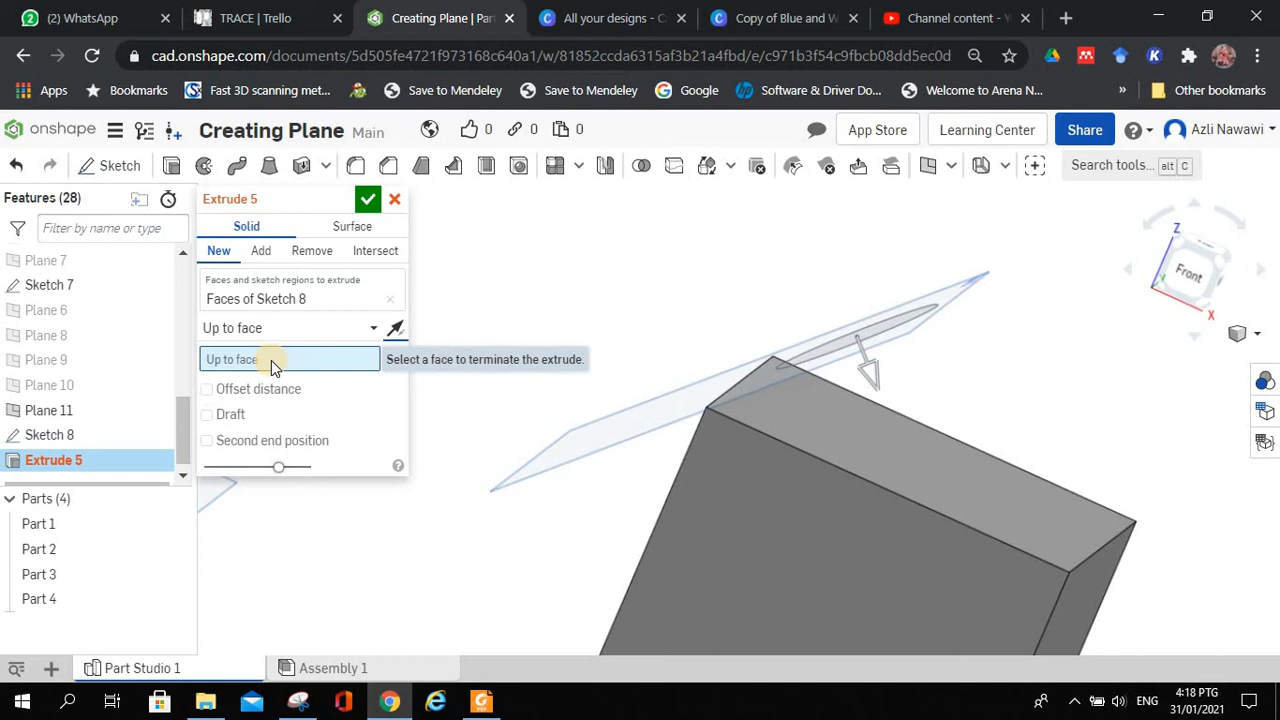 (2) WhatsApp
TRACE | Trello
Creating Plane | Part
All your designs - C
Copy of Blue and W
Channel content - Y
cad.onshape.com/documents/5d505fe4721f973271c640a1/w/81852ccda6315af3b21a4fbd/e/c971b3f54c9fbcb08dd5ec0d
Apps
Bookmarks
Fast 3D scanning met...
Save to Mendeley
Save to Mendeley
Google
Software & Driver Do...
Welcome to Arena N...
»
Other bookmarks
onshape
Creating Plane Main
0
0
0
App Store
Learning Center
Share
Azli Nawawi
Sketch
Search tools...
alt C
Features (28)
Filter by name or type
Plane 7
Sketch 7
Plane 6
Plane 8
Plane 9
Plane 10
Plane 11
Sketch 8
Extrude 5
Parts (4)
Part 1
Part 2
Part 3
Part 4
Extrude 5
Solid
Surface
New
Add
Remove
Intersect
Faces and sketch regions to extrude
Faces of Sketch 8
Up to face
Up to face
Select a face to terminate the extrude.
Offset distance
Draft
Second end position
Z
Front
X
Part Studio 1
Assembly 1
ENG
4:18 PTG
31/01/2021